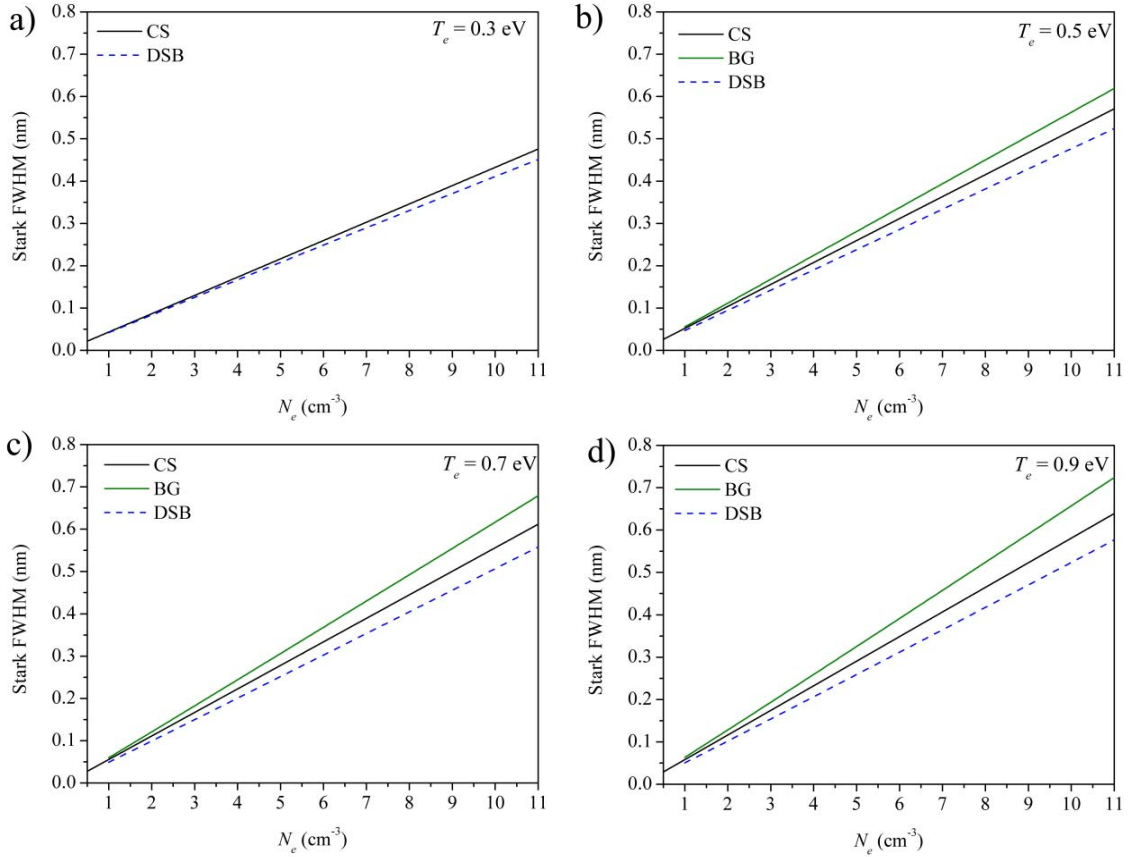 a)
CS
DSB
T_e = 0.3 eV
0.8
0.7
0.6
0.5
0.4
0.3
0.2
0.1
0.0
Stark FWHM (nm)
1 2 3 4 5 6 7 8 9 10 11
N_e (cm⁻³)
b)
CS
BG
DSB
T_e = 0.5 eV
0.8
0.7
0.6
0.5
0.4
0.3
0.2
0.1
0.0
Stark FWHM (nm)
1 2 3 4 5 6 7 8 9 10 11
N_e (cm⁻³)
c)
CS
BG
DSB
T_e = 0.7 eV
0.8
0.7
0.6
0.5
0.4
0.3
0.2
0.1
0.0
Stark FWHM (nm)
1 2 3 4 5 6 7 8 9 10 11
N_e (cm⁻³)
d)
CS
BG
DSB
T_e = 0.9 eV
0.8
0.7
0.6
0.5
0.4
0.3
0.2
0.1
0.0
Stark FWHM (nm)
1 2 3 4 5 6 7 8 9 10 11
N_e (cm⁻³)